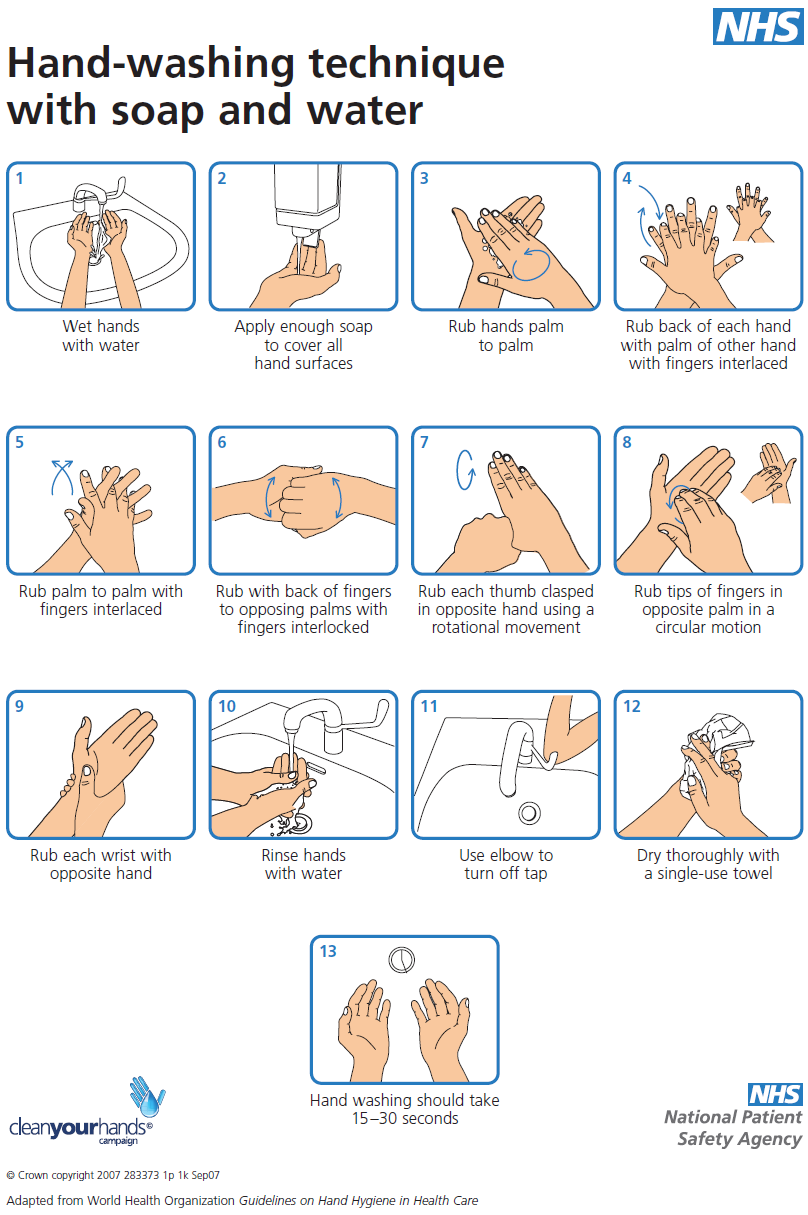 NHS
Hand-washing technique
with soap and water
1
Wet hands
with water
2
Apply enough soap
to cover all
hand surfaces
3
Rub hands palm
to palm
4
Rub back of each hand
with palm of other hand
with fingers interlaced
5
Rub palm to palm with
fingers interlaced
6
Rub with back of fingers
to opposing palms with
fingers interlocked
7
Rub each thumb clasped
in opposite hand using a
rotational movement
8
Rub tips of fingers in
opposite palm in a
circular motion
9
Rub each wrist with
opposite hand
10
Rinse hands
with water
11
Use elbow to
turn off tap
12
Dry thoroughly with
a single-use towel
13
Hand washing should take
15–30 seconds
cleanyourhands©
campaign
NHS
National Patient
Safety Agency
© Crown copyright 2007 283373 1p 1k Sep07
Adapted from World Health Organization Guidelines on Hand Hygiene in Health Care